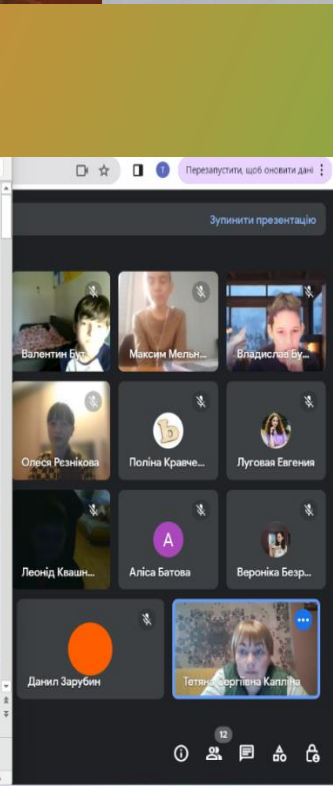 Перезапустити, щоб оновити дані
Т
Зупинити презентацію
Валентин Бут...
Максим Мельн...
Владислав Бу...
Олеся Рєзнікова
Поліна Кравче...
Луговая Евгения
Ъ
Леонід Квашн...
Аліса Батова
Вероніка Безр...
А
Данил Зарубин
Тетяна Сергіївна Капліна
12